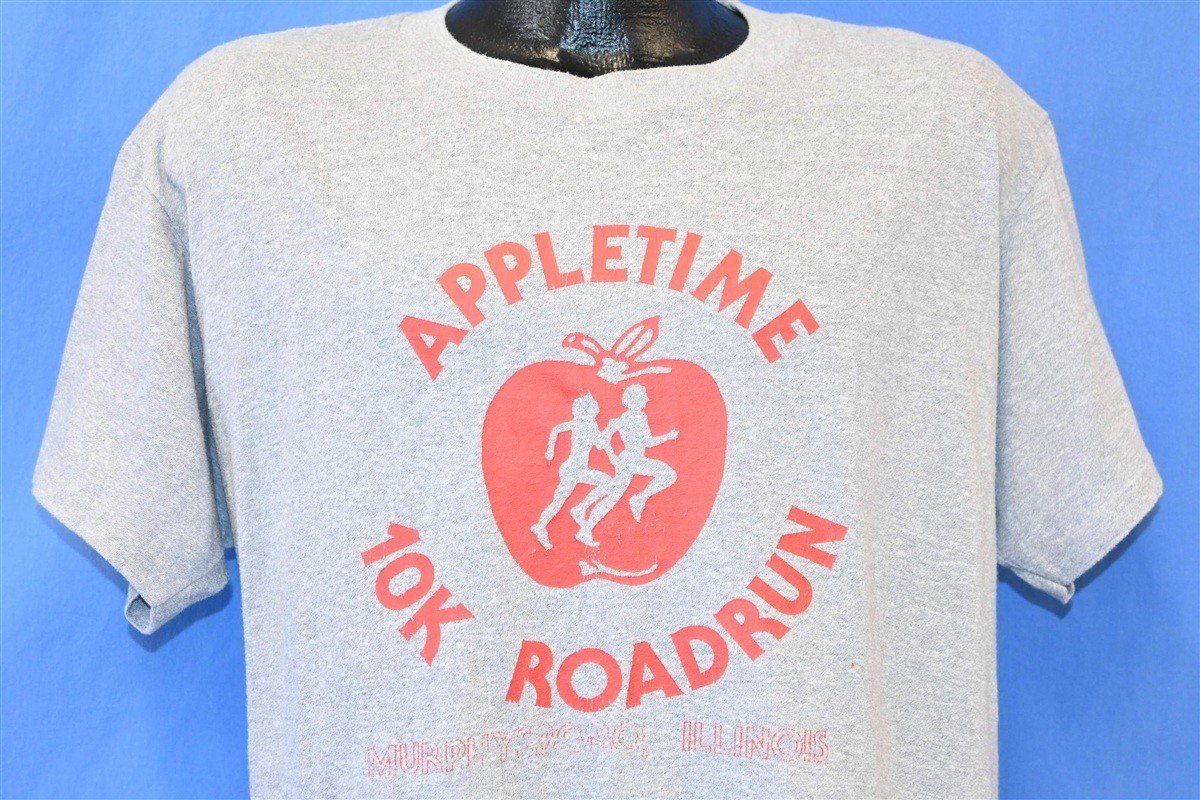 APPLETIME
10K ROADRUN
MURPHYSBORO, ILLINOIS